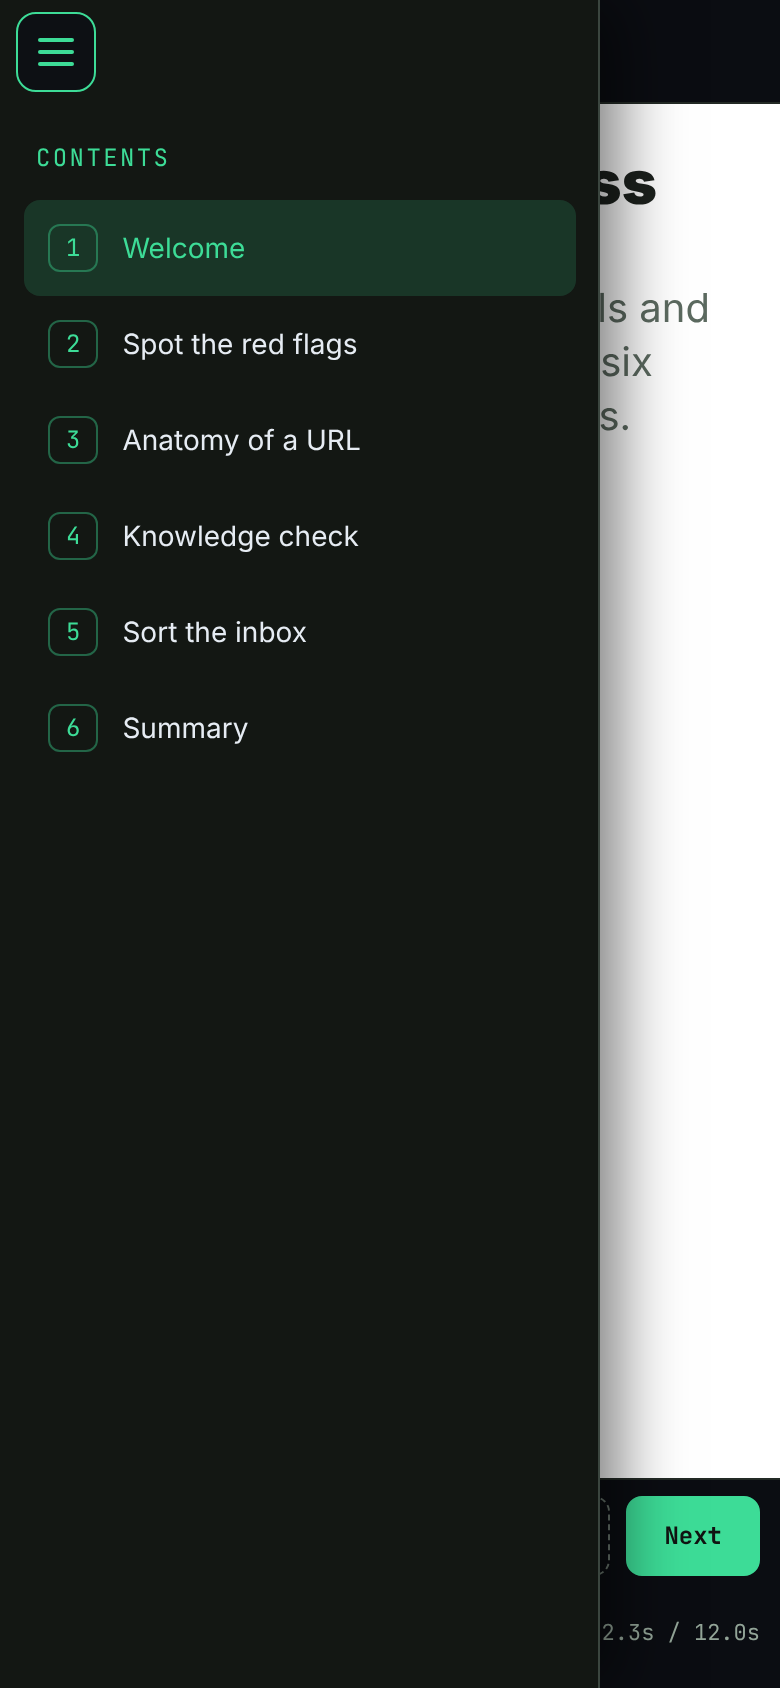 CONTENTS
1 Welcome
2 Spot the red flags
3 Anatomy of a URL
4 Knowledge check
5 Sort the inbox
6 Summary
ss
ls and
six
s.
Next
2.3s / 12.0s